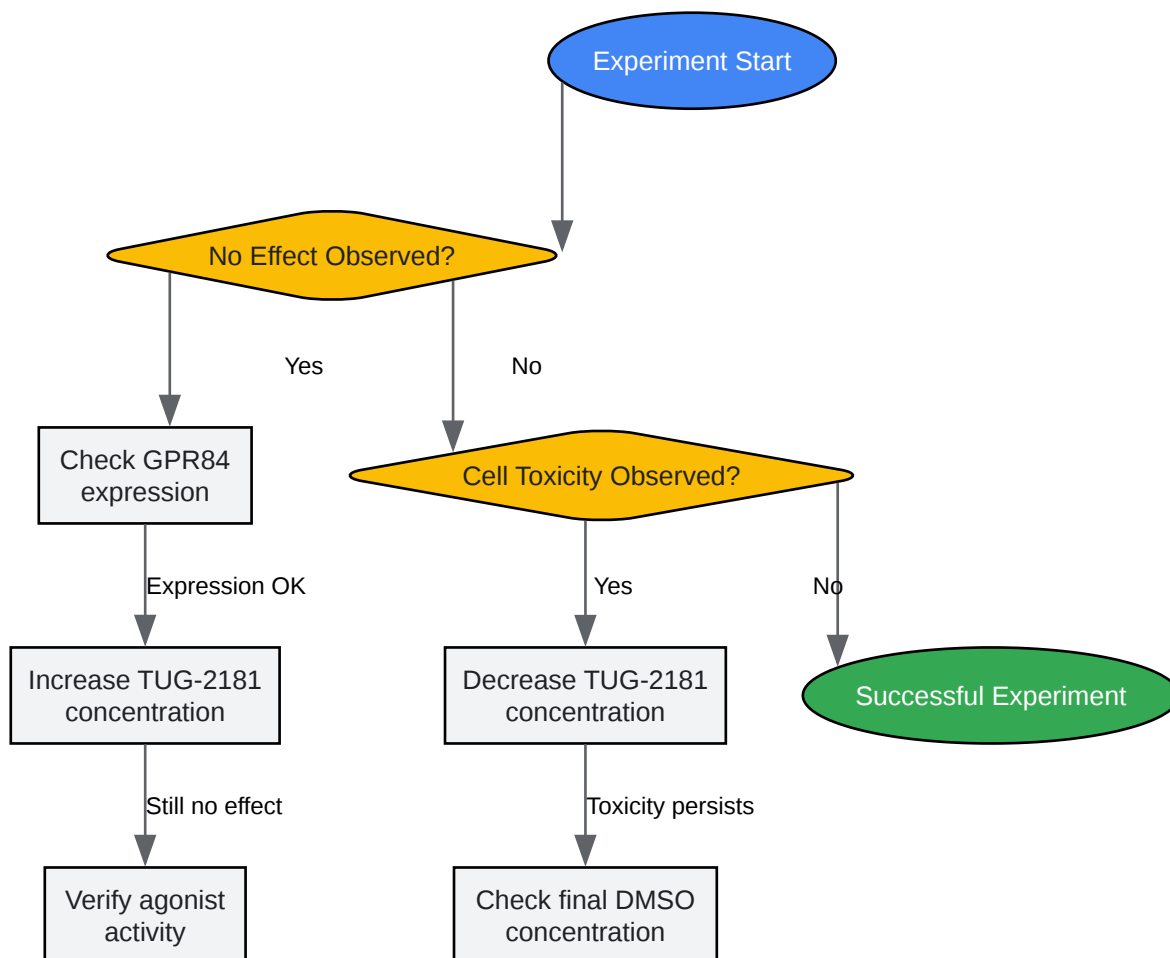 Experiment Start
No Effect Observed?
Yes
No
Check GPR84
expression
Cell Toxicity Observed?
Expression OK
Yes
No
Increase TUG-2181
concentration
Decrease TUG-2181
concentration
Successful Experiment
Still no effect
Toxicity persists
Verify agonist
activity
Check final DMSO
concentration